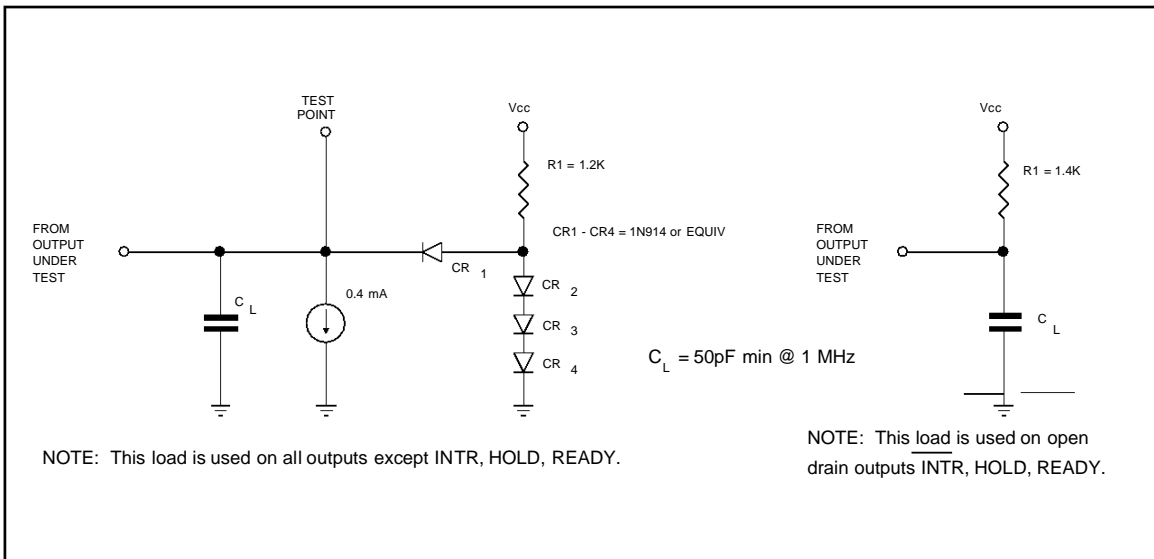 TEST
POINT
Vcc
R1 = 1.2K
FROM
OUTPUT
UNDER
TEST
CR1 - CR4 = 1N914 or EQUIV
CR 1
C L
0.4 mA
CR 2
CR 3
CR 4
C L = 50pF min @ 1 MHz
NOTE: This load is used on all outputs except INTR, HOLD, READY.
Vcc
R1 = 1.4K
FROM
OUTPUT
UNDER
TEST
C L
NOTE: This load is used on open
drain outputs INTR, HOLD, READY.